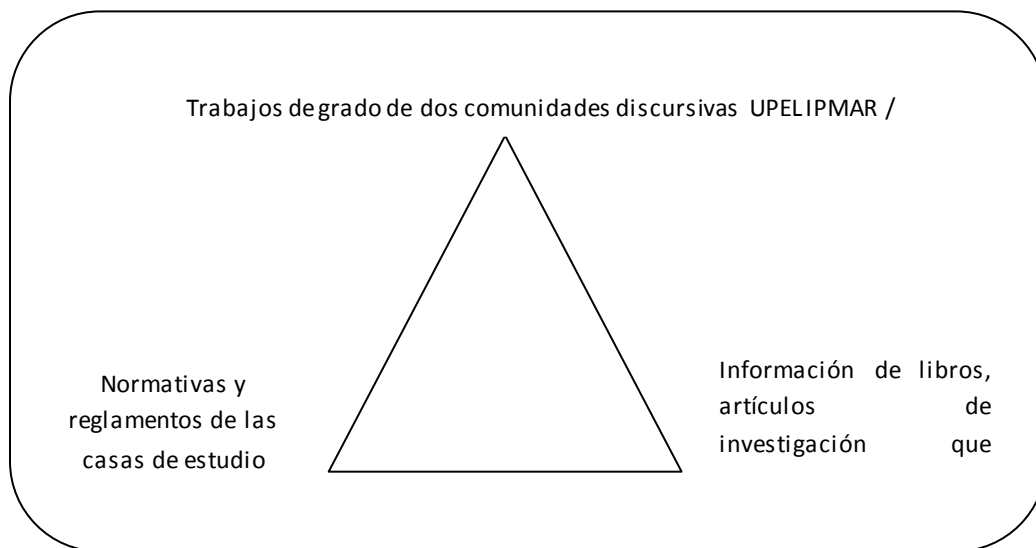 Trabajos de grado de dos comunidades discursivas UPELIPMAR /
Normativas y
reglamentos de las
casas de estudio
Información de libros,
artículos de
investigación que